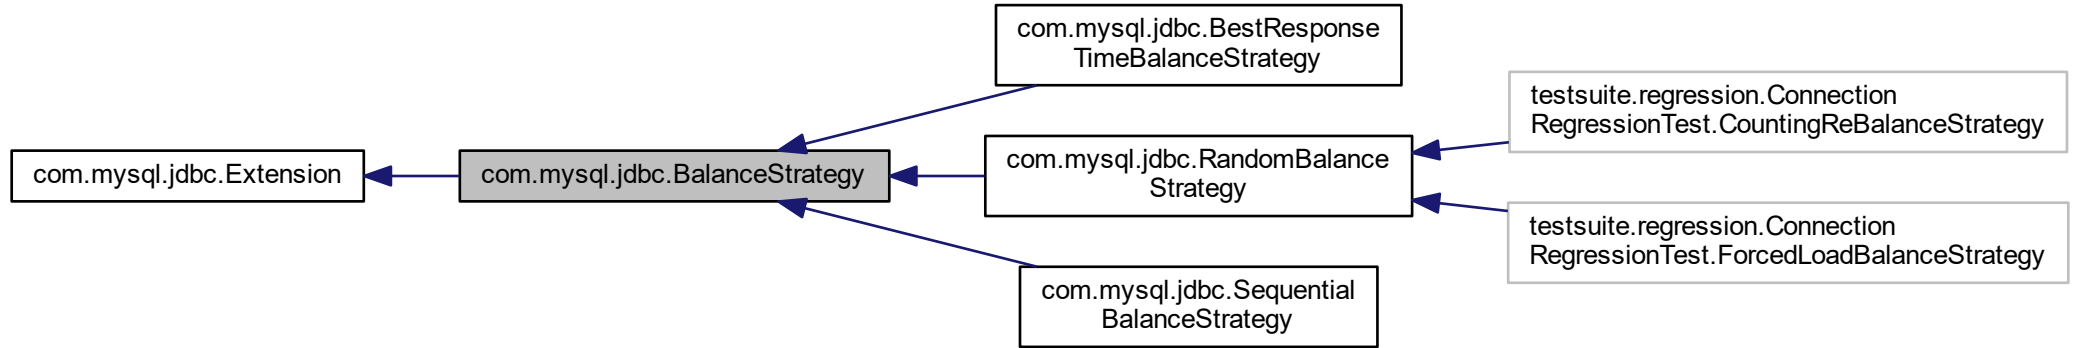 com.mysql.jdbc.Extension
com.mysql.jdbc.BalanceStrategy
com.mysql.jdbc.BestResponse
TimeBalanceStrategy
com.mysql.jdbc.RandomBalance
Strategy
com.mysql.jdbc.Sequential
BalanceStrategy
testsuite.regression.Connection
RegressionTest.CountingReBalanceStrategy
testsuite.regression.Connection
RegressionTest.ForcedLoadBalanceStrategy